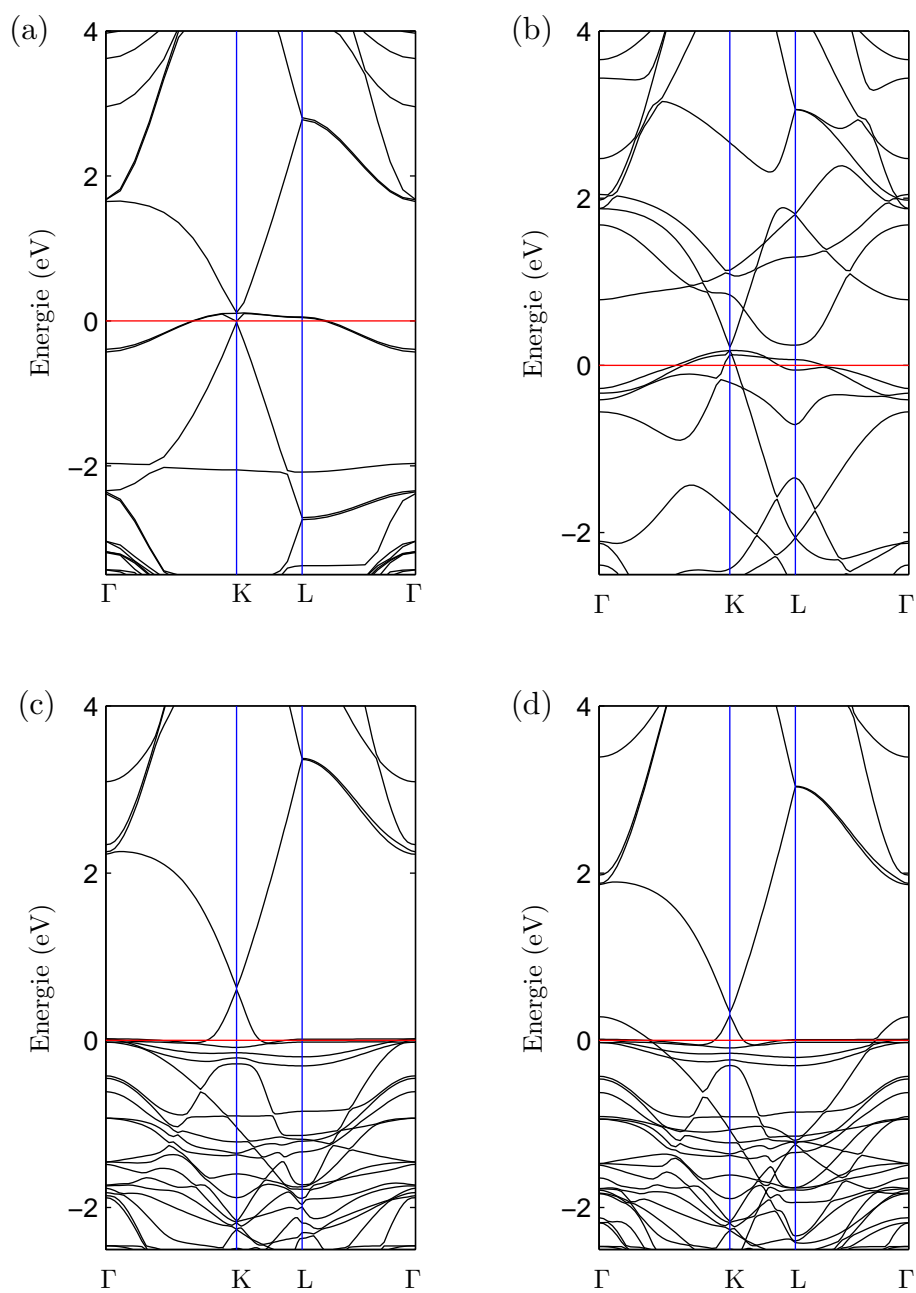 (a)
4
2
0
−2
Energie (eV)
Γ K L Γ
(b)
4
2
0
−2
Energie (eV)
Γ K L Γ
(c)
4
2
0
−2
Energie (eV)
Γ K L Γ
(d)
4
2
0
−2
Energie (eV)
Γ K L Γ